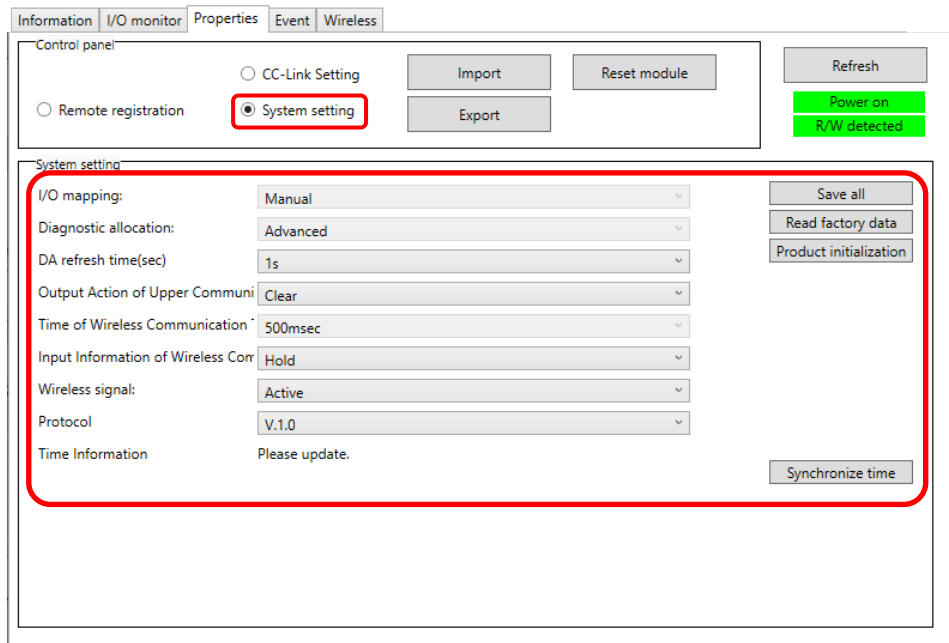 Information I/O monitor Properties Event Wireless
Control panel
CC-Link Setting Import Reset module Refresh
Remote registration System setting Export Power on
R/W detected
System setting
I/O mapping: Manual Save all
Diagnostic allocation: Advanced Read factory data
DA refresh time(sec) 1s Product initialization
Output Action of Upper Communi Clear
Time of Wireless Communication 500msec
Input Information of Wireless Com Hold
Wireless signal: Active
Protocol V.1.0
Time Information Please update.
Synchronize time